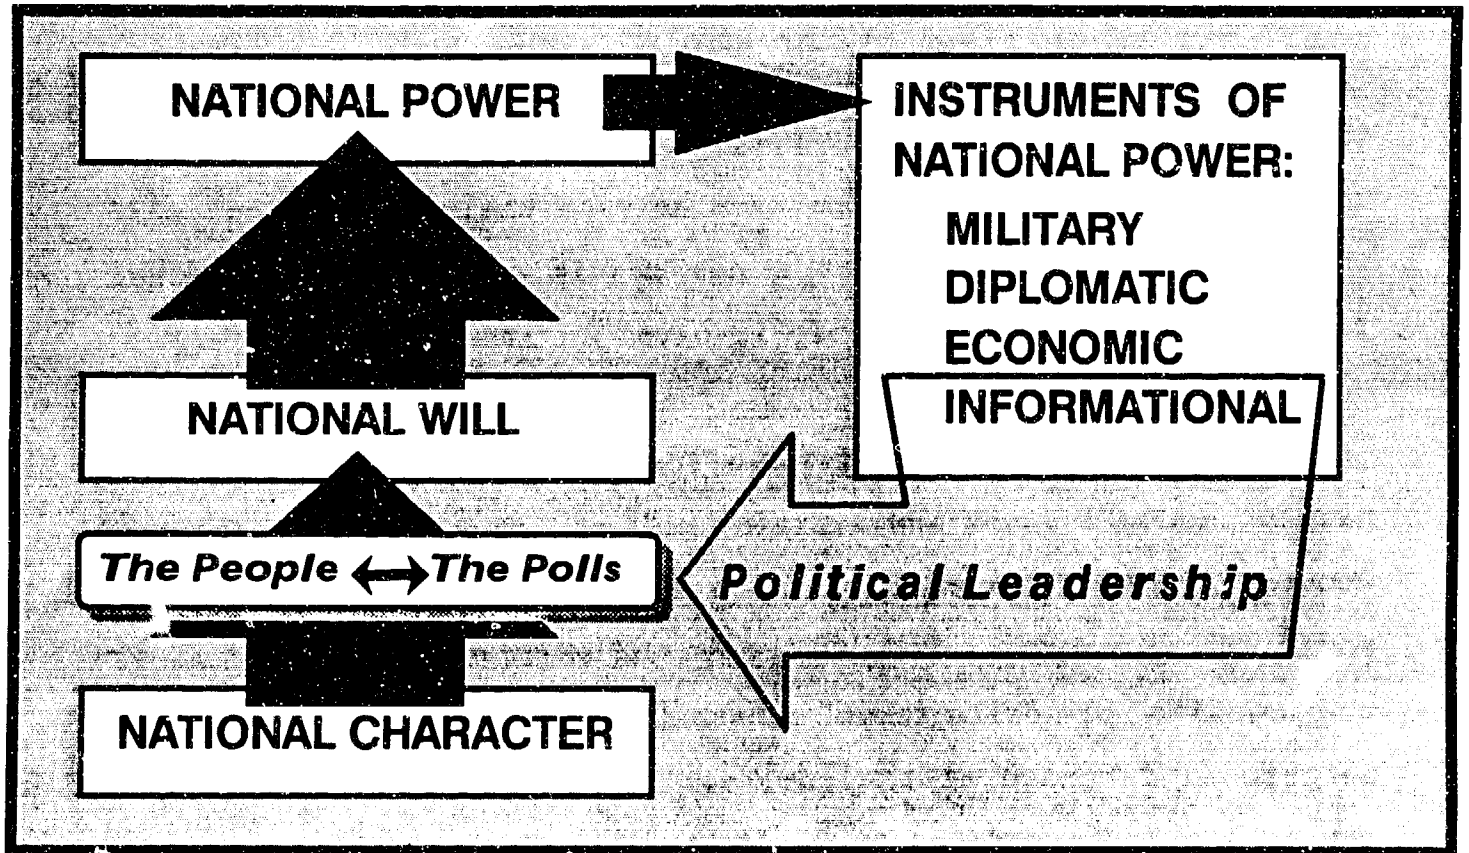 NATIONAL POWER
INSTRUMENTS OF
NATIONAL POWER:
MILITARY
DIPLOMATIC
ECONOMIC
INFORMATIONAL
NATIONAL WILL
The People ↔ The Polls
Political Leadership
NATIONAL CHARACTER